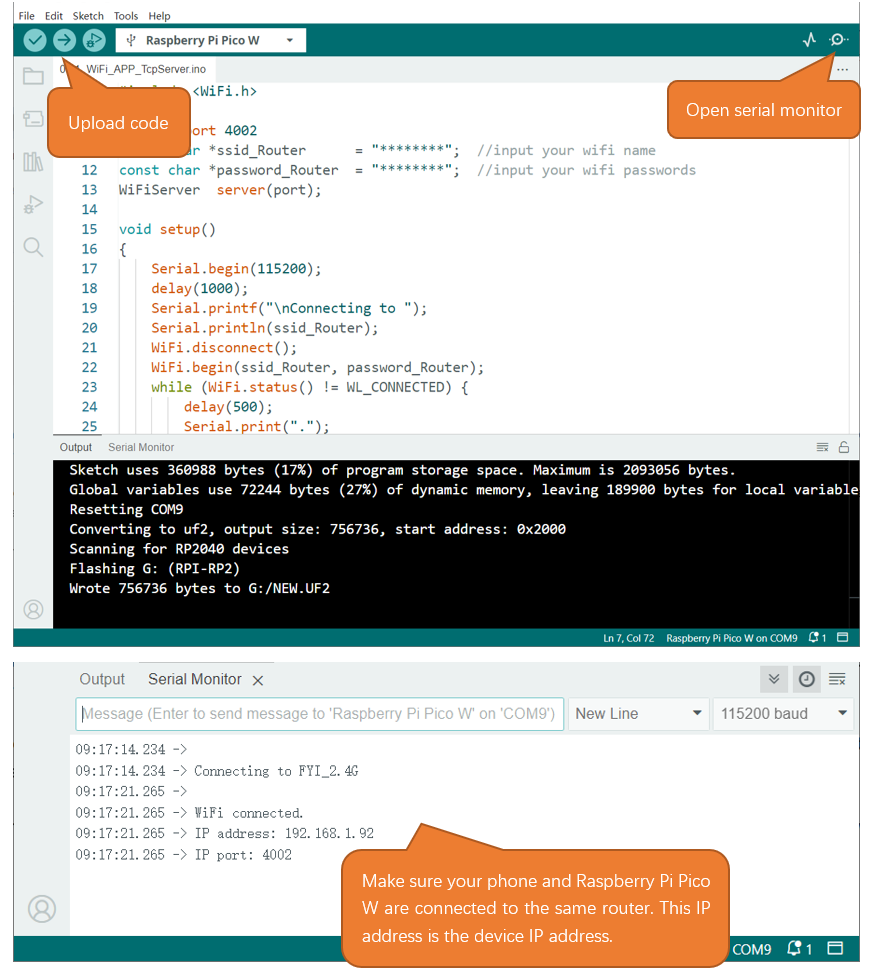 File Edit Sketch Tools Help
Raspberry Pi Pico W
WiFi_APP_TcpServer.ino
...
<WiFi.h>
Upload code
Open serial monitor
ort 4002
ar *ssid_Router = "********"; //input your wifi name
12 const char *password_Router = "********"; //input your wifi passwords
13 WiFiServer server(port);
14
15 void setup()
16 {
17 Serial.begin(115200);
18 delay(1000);
19 Serial.printf("\nConnecting to ");
20 Serial.println(ssid_Router);
21 WiFi.disconnect();
22 WiFi.begin(ssid_Router, password_Router);
23 while (WiFi.status() != WL_CONNECTED) {
24 delay(500);
25 Serial.print(".");
Output Serial Monitor
Sketch uses 360988 bytes (17%) of program storage space. Maximum is 2093056 bytes.
Global variables use 72244 bytes (27%) of dynamic memory, leaving 189900 bytes for local variable
Resetting COM9
Converting to uf2, output size: 756736, start address: 0x2000
Scanning for RP2040 devices
Flashing G: (RPI-RP2)
Wrote 756736 bytes to G:/NEW.UF2
Ln 7, Col 72 Raspberry Pi Pico W on COM9 1
Output Serial Monitor
Message (Enter to send message to 'Raspberry Pi Pico W' on 'COM9') New Line 115200 baud
09:17:14.234 ->
09:17:14.234 -> Connecting to FYI_2.4G
09:17:21.265 ->
09:17:21.265 -> WiFi connected.
09:17:21.265 -> IP address: 192.168.1.92
09:17:21.265 -> IP port: 4002
Make sure your phone and Raspberry Pi Pico
W are connected to the same router. This IP
address is the device IP address.
COM9 1